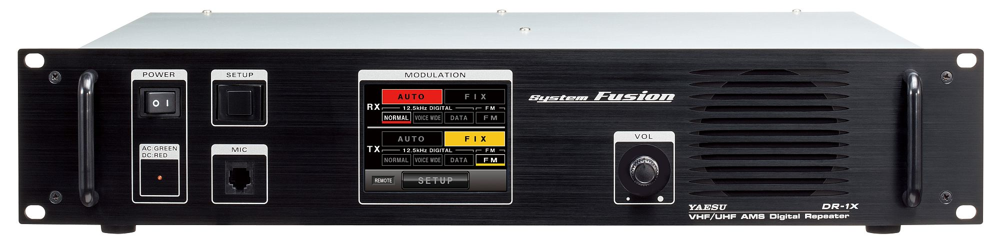 POWER
O I
AC:GREEN
DC:RED
SETUP
MIC
MODULATION
RX
AUTO FIX
12.5kHz DIGITAL FM
NORMAL VOICE WIDE DATA FM
TX
AUTO FIX
12.5kHz DIGITAL FM
NORMAL VOICE WIDE DATA FM
REMOTE SETUP
System Fusion
VOL
YAESU DR-1X
VHF/UHF AMS Digital Repeater